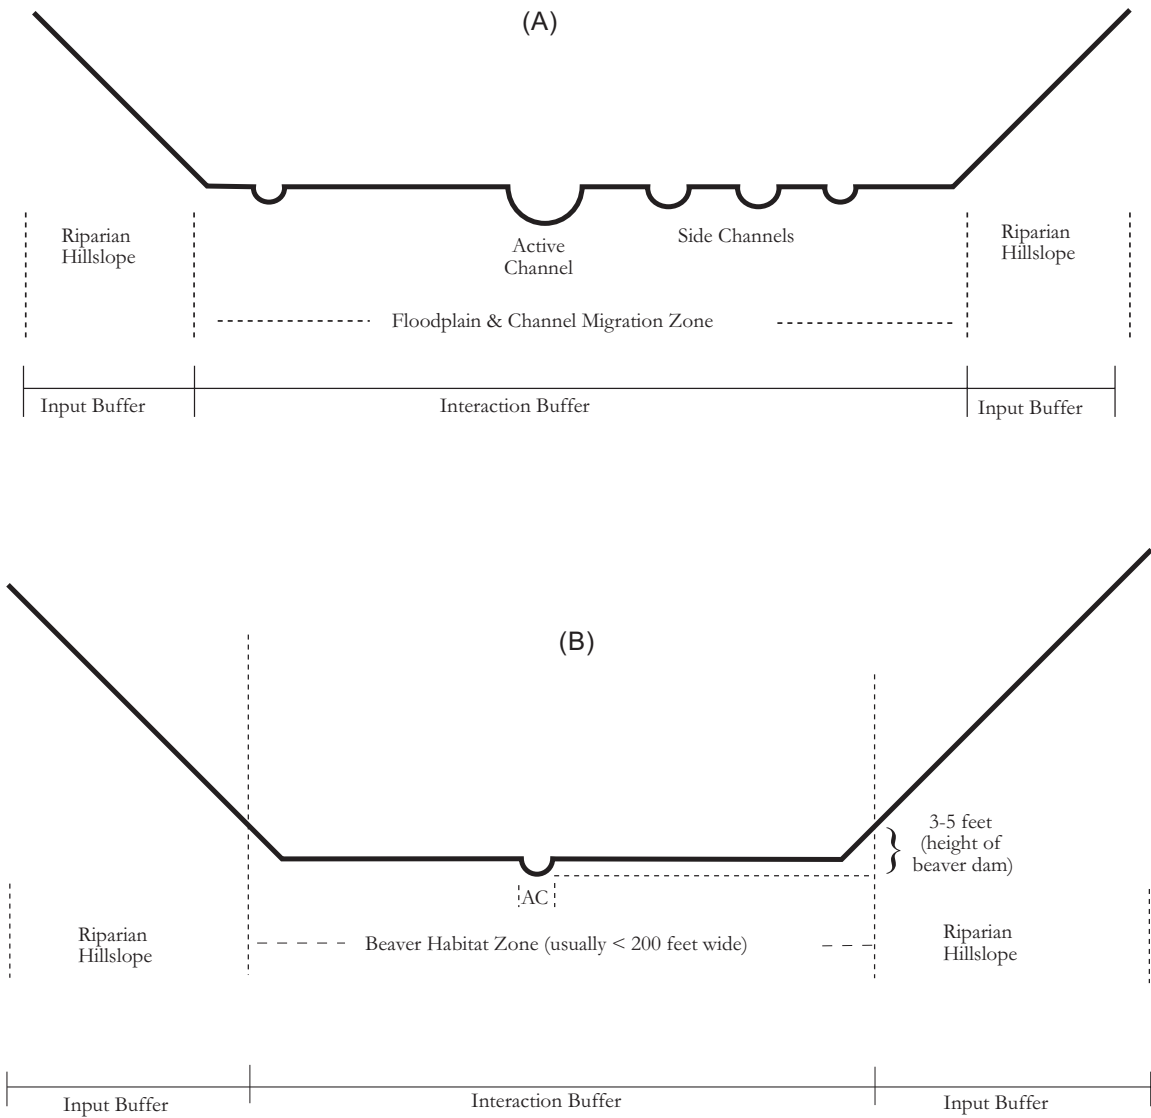 (A)
Riparian
Hillslope
Active
Channel
Side Channels
Riparian
Hillslope
Floodplain & Channel Migration Zone
Input Buffer
Interaction Buffer
Input Buffer
(B)
3-5 feet
(height of
beaver dam)
AC
Riparian
Hillslope
Beaver Habitat Zone (usually < 200 feet wide)
Riparian
Hillslope
Input Buffer
Interaction Buffer
Input Buffer